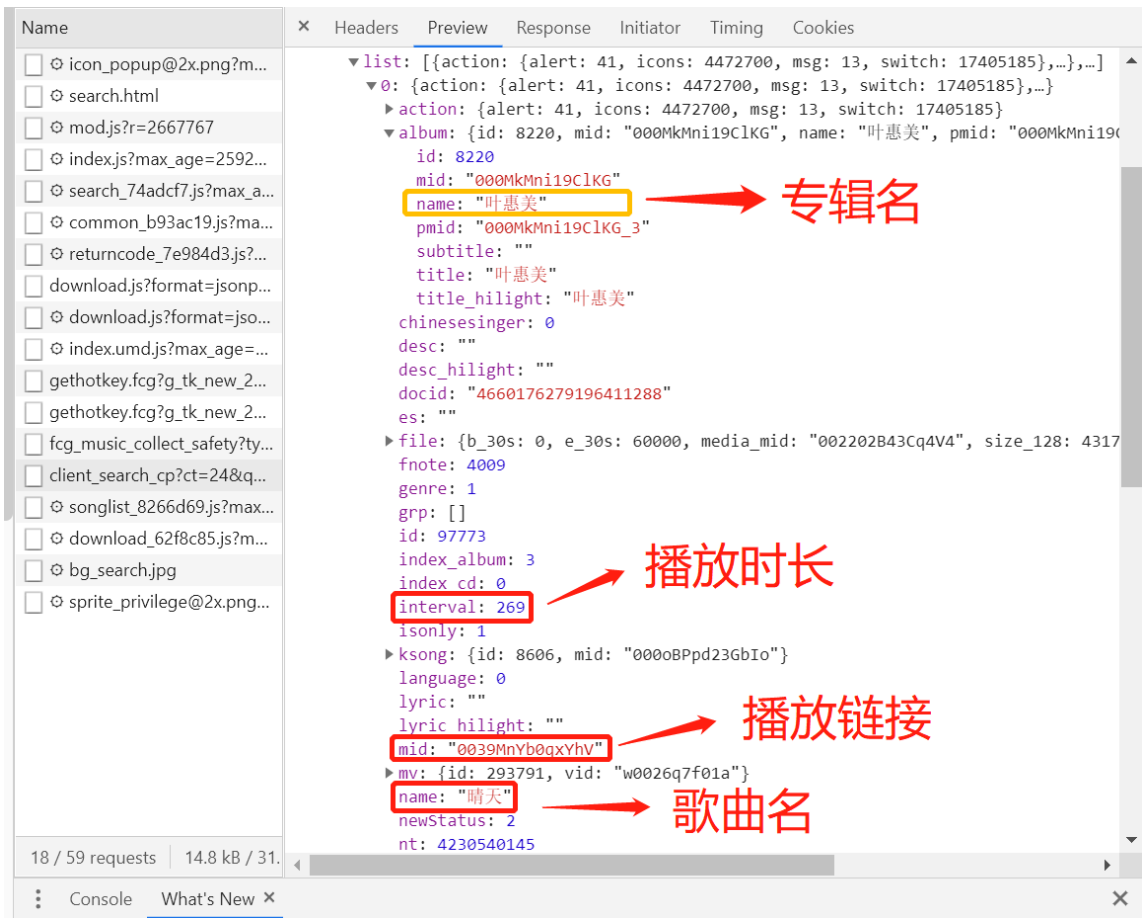 Name
icon_popup@2x.png?m...
search.html
mod.js?r=2667767
index.js?max_age=2592...
search_74adcf7.js?max_a...
common_b93ac19.js?ma...
returncode_7e984d3.js?...
download.js?format=jsonp...
download.js?format=jso...
index.umd.js?max_age=...
gethotkey.fcg?g_tk_new_2...
gethotkey.fcg?g_tk_new_2...
fcg_music_collect_safety?ty...
client_search_cp?ct=24&q...
songlist_8266d69.js?max...
download_62f8c85.js?m...
bg_search.jpg
sprite_privilege@2x.png...
18 / 59 requests 14.8 kB / 31.
× Headers Preview Response Initiator Timing Cookies
▼list: [{action: {alert: 41, icons: 4472700, msg: 13, switch: 17405185},…},…]
▼0: {action: {alert: 41, icons: 4472700, msg: 13, switch: 17405185},…}
▶action: {alert: 41, icons: 4472700, msg: 13, switch: 17405185}
▼album: {id: 8220, mid: "000MkMni19ClKG", name: "叶惠美", pmid: "000MkMni19C
id: 8220
mid: "000MkMni19ClKG"
name: "叶惠美"
专辑名
pmid: "000MkMni19ClKG_3"
subtitle: ""
title: "叶惠美"
title_hilight: "叶惠美"
chinesesinger: 0
desc: ""
desc_hilight: ""
docid: "4660176279196411288"
es: ""
▶file: {b_30s: 0, e_30s: 60000, media_mid: "002202B43Cq4V4", size_128: 4317
fnote: 4009
genre: 1
grp: []
id: 97773
index_album: 3
播放时长
index_cd: 0
interval: 269
isonly: 1
▶ksong: {id: 8606, mid: "000oBPpd23GbIo"}
language: 0
lyric: ""
播放链接
lyric_hilight: ""
mid: "0039MnYb0qxYhV"
▶mv: {id: 293791, vid: "w0026q7f01a"}
name: "晴天"
歌曲名
newStatus: 2
nt: 4230540145
Console What's New × ×